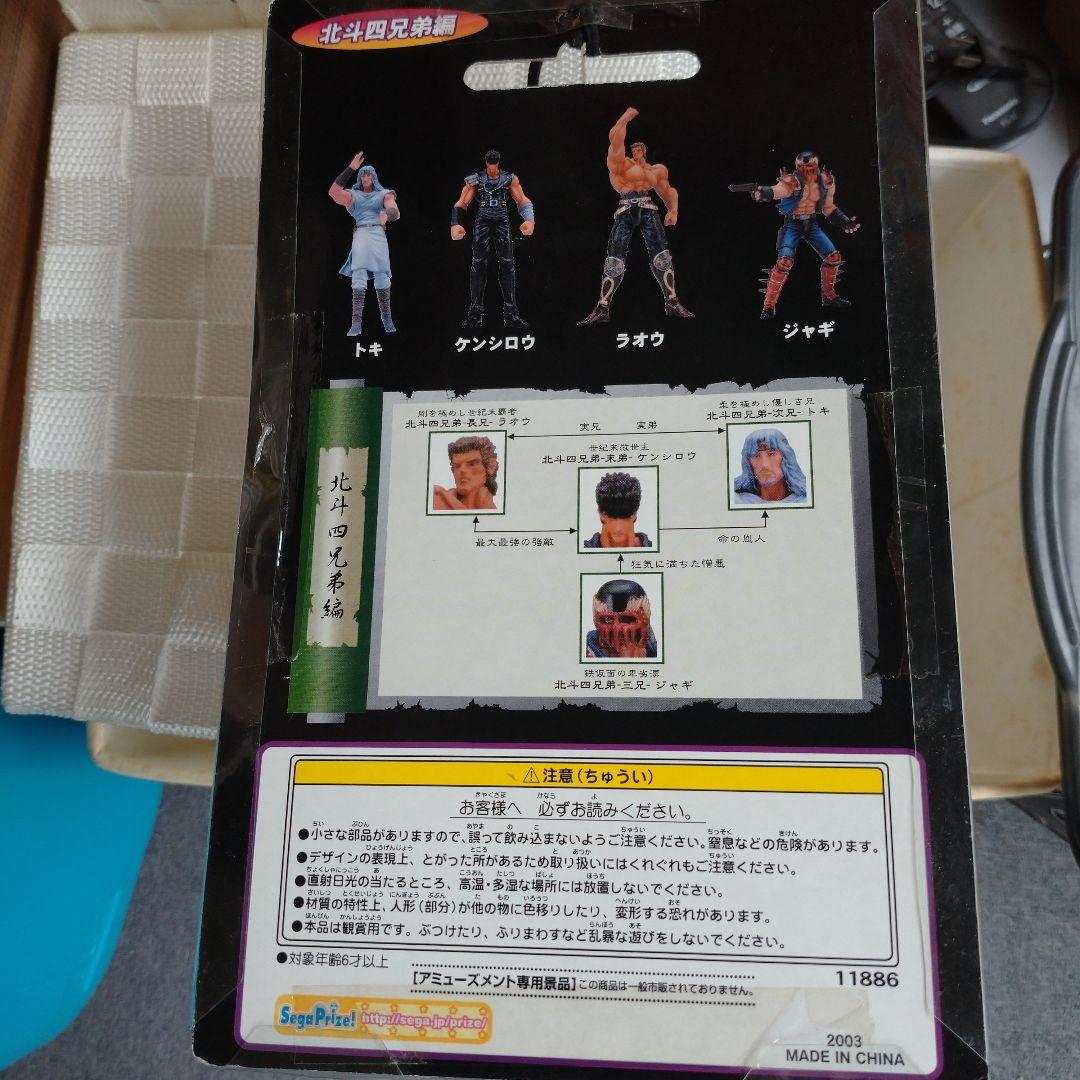 北斗四兄弟編
トキ
ケンシロウ
ラオウ
ジャギ
北斗四兄弟編
剛を極めし世紀末覇者
北斗四兄弟-長兄- ラオウ
柔を極めし優しき兄
北斗四兄弟-次兄- トキ
実兄 実弟
世紀末救世主
北斗四兄弟-末弟- ケンシロウ
最大最強の強敵
命の恩人
狂気に満ちた憎悪
鉄仮面の卑劣漢
北斗四兄弟-三兄- ジャギ
⚠注意(ちゅうい)
お客様へ 必ずお読みください。
●小さな部品がありますので、誤って飲み込まないようご注意ください。窒息などの危険があります。
●デザインの表現上、とがった所があるため取り扱いにはくれぐれもご注意ください。
●直射日光の当たるところ、高温・多湿な場所には放置しないでください。
●材質の特性上、人形(部分)が他の物に色移りしたり、変形する恐れがあります。
●本品は観賞用です。ぶつけたり、ふりまわすなど乱暴な遊びをしないでください。
●対象年齢6才以上
[アミューズメント専用景品]この商品は一般市販されておりません。
11886
SegaPrize! http://sega.jp/prize/
2003
MADE IN CHINA
Panasonic